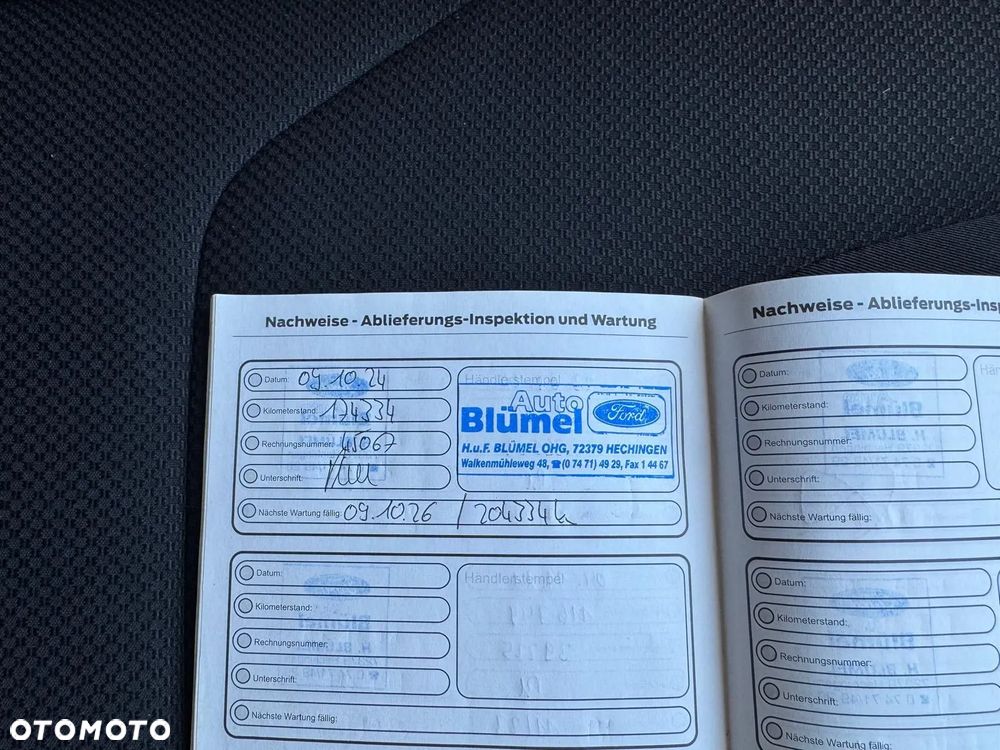 Nachweise - Ablieferungs-Inspektion und Wartung
Datum: 09.10.24
Kilometerstand: 174334
Rechnungsnummer: 45067
Unterschrift:
Nächste Wartung fällig: 09.10.26 / 204334 k
Händlerstempel
Auto
Blümel
Ford
H.u.F. BLÜMEL OHG, 72379 HECHINGEN
Walkenmühleweg 48, ☎ (0 74 71) 49 29, Fax 1 44 67
Datum:
Kilometerstand:
Rechnungsnummer:
Unterschrift:
Nächste Wartung fällig:
Händlerstempel
Nachweise - Ablieferungs-Insp
Datum:
Kilometerstand:
Rechnungsnummer:
Unterschrift:
Nächste Wartung fällig:
Datum:
Kilometerstand:
Rechnungsnummer:
Unterschrift:
Nächste Wartung fällig:
OTOMOTO